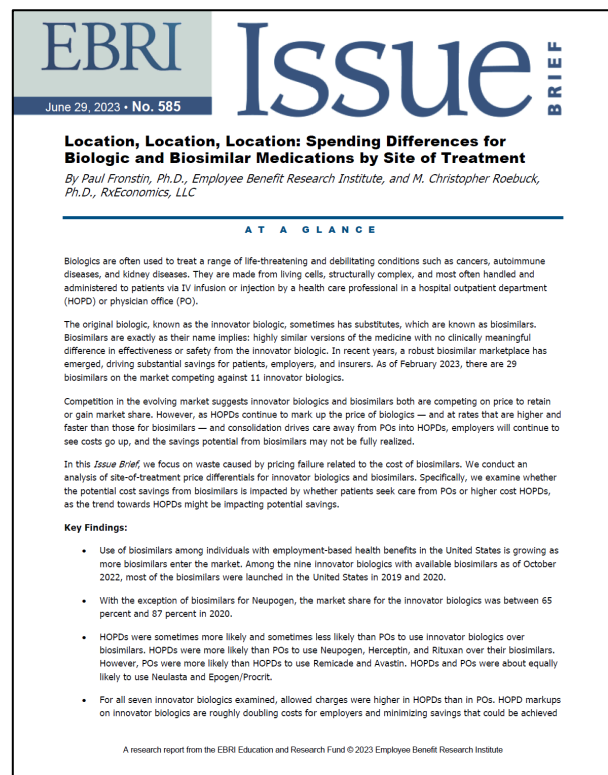 EBRI
Issue
BRIEF
June 29, 2023 • No. 585
Location, Location, Location: Spending Differences for
Biologic and Biosimilar Medications by Site of Treatment
By Paul Fronstin, Ph.D., Employee Benefit Research Institute, and M. Christopher Roebuck,
Ph.D., RxEconomics, LLC
AT A GLANCE
Biologics are often used to treat a range of life-threatening and debilitating conditions such as cancers, autoimmune
diseases, and kidney diseases. They are made from living cells, structurally complex, and most often handled and
administered to patients via IV infusion or injection by a health care professional in a hospital outpatient department
(HOPD) or physician office (PO).
The original biologic, known as the innovator biologic, sometimes has substitutes, which are known as biosimilars.
Biosimilars are exactly as their name implies: highly similar versions of the medicine with no clinically meaningful
difference in effectiveness or safety from the innovator biologic. In recent years, a robust biosimilar marketplace has
emerged, driving substantial savings for patients, employers, and insurers. As of February 2023, there are 29
biosimilars on the market competing against 11 innovator biologics.
Competition in the evolving market suggests innovator biologics and biosimilars both are competing on price to retain
or gain market share. However, as HOPDs continue to mark up the price of biologics — and at rates that are higher and
faster than those for biosimilars — and consolidation drives care away from POs into HOPDs, employers will continue to
see costs go up, and the savings potential from biosimilars may not be fully realized.
In this Issue Brief, we focus on waste caused by pricing failure related to the cost of biosimilars. We conduct an
analysis of site-of-treatment price differentials for innovator biologics and biosimilars. Specifically, we examine whether
the potential cost savings from biosimilars is impacted by whether patients seek care from POs or higher cost HOPDs,
as the trend towards HOPDs might be impacting potential savings.
Key Findings:
• Use of biosimilars among individuals with employment-based health benefits in the United States is growing as
more biosimilars enter the market. Among the nine innovator biologics with available biosimilars as of October
2022, most of the biosimilars were launched in the United States in 2019 and 2020.
• With the exception of biosimilars for Neupogen, the market share for the innovator biologics was between 65
percent and 87 percent in 2020.
• HOPDs were sometimes more likely and sometimes less likely than POs to use innovator biologics over
biosimilars. HOPDs were more likely than POs to use Neupogen, Herceptin, and Rituxan over their biosimilars.
However, POs were more likely than HOPDs to use Remicade and Avastin. HOPDs and POs were about equally
likely to use Neulasta and Epogen/Procrit.
• For all seven innovator biologics examined, allowed charges were higher in HOPDs than in POs. HOPD markups
on innovator biologics are roughly doubling costs for employers and minimizing savings that could be achieved
A research report from the EBRI Education and Research Fund © 2023 Employee Benefit Research Institute